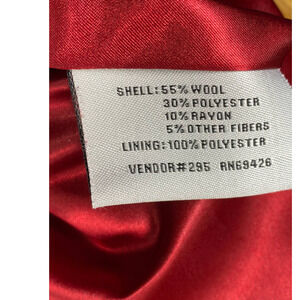 SHELL: 55% WOOL
30% POLYESTER
10% RAYON
5% OTHER FIBERS
LINING: 100% POLYESTER
VENDOR#295 RN69426